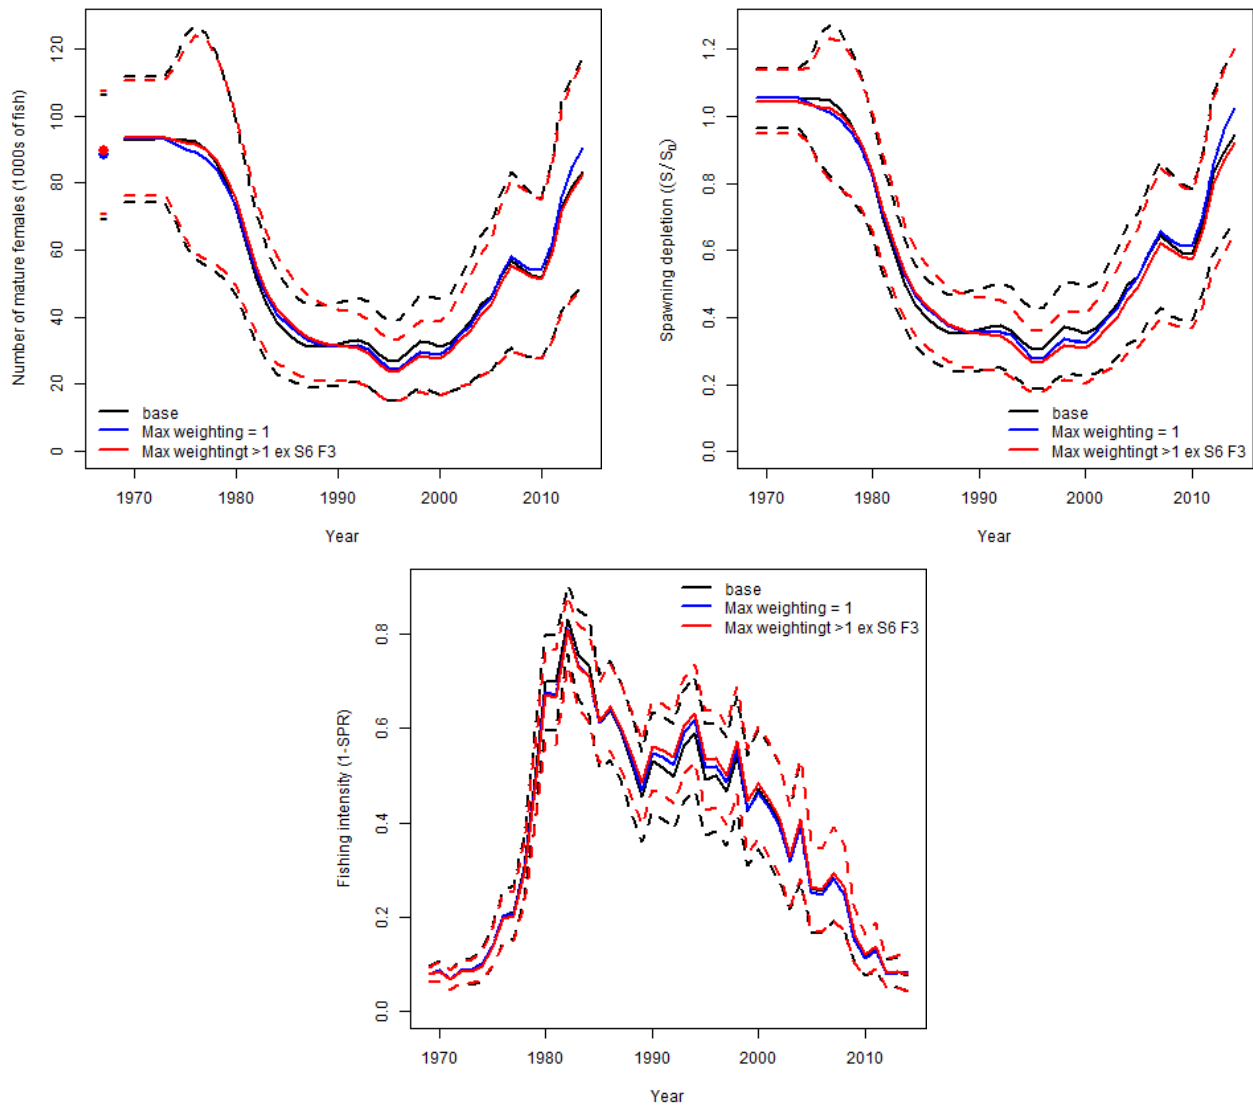 Number of mature females (1000s of fish)
120
100
80
60
40
20
0
base
Max weighting = 1
Max weightingt >1 ex S6 F3
1970
1980
1990
2000
2010
Year
Spawning depletion ((S/S0)
1.2
1.0
0.8
0.6
0.4
0.2
0.0
base
Max weighting = 1
Max weightingt >1 ex S6 F3
1970
1980
1990
2000
2010
Year
Fishing intensity (1-SPR)
0.8
0.6
0.4
0.2
0.0
base
Max weighting = 1
Max weightingt >1 ex S6 F3
1970
1980
1990
2000
2010
Year